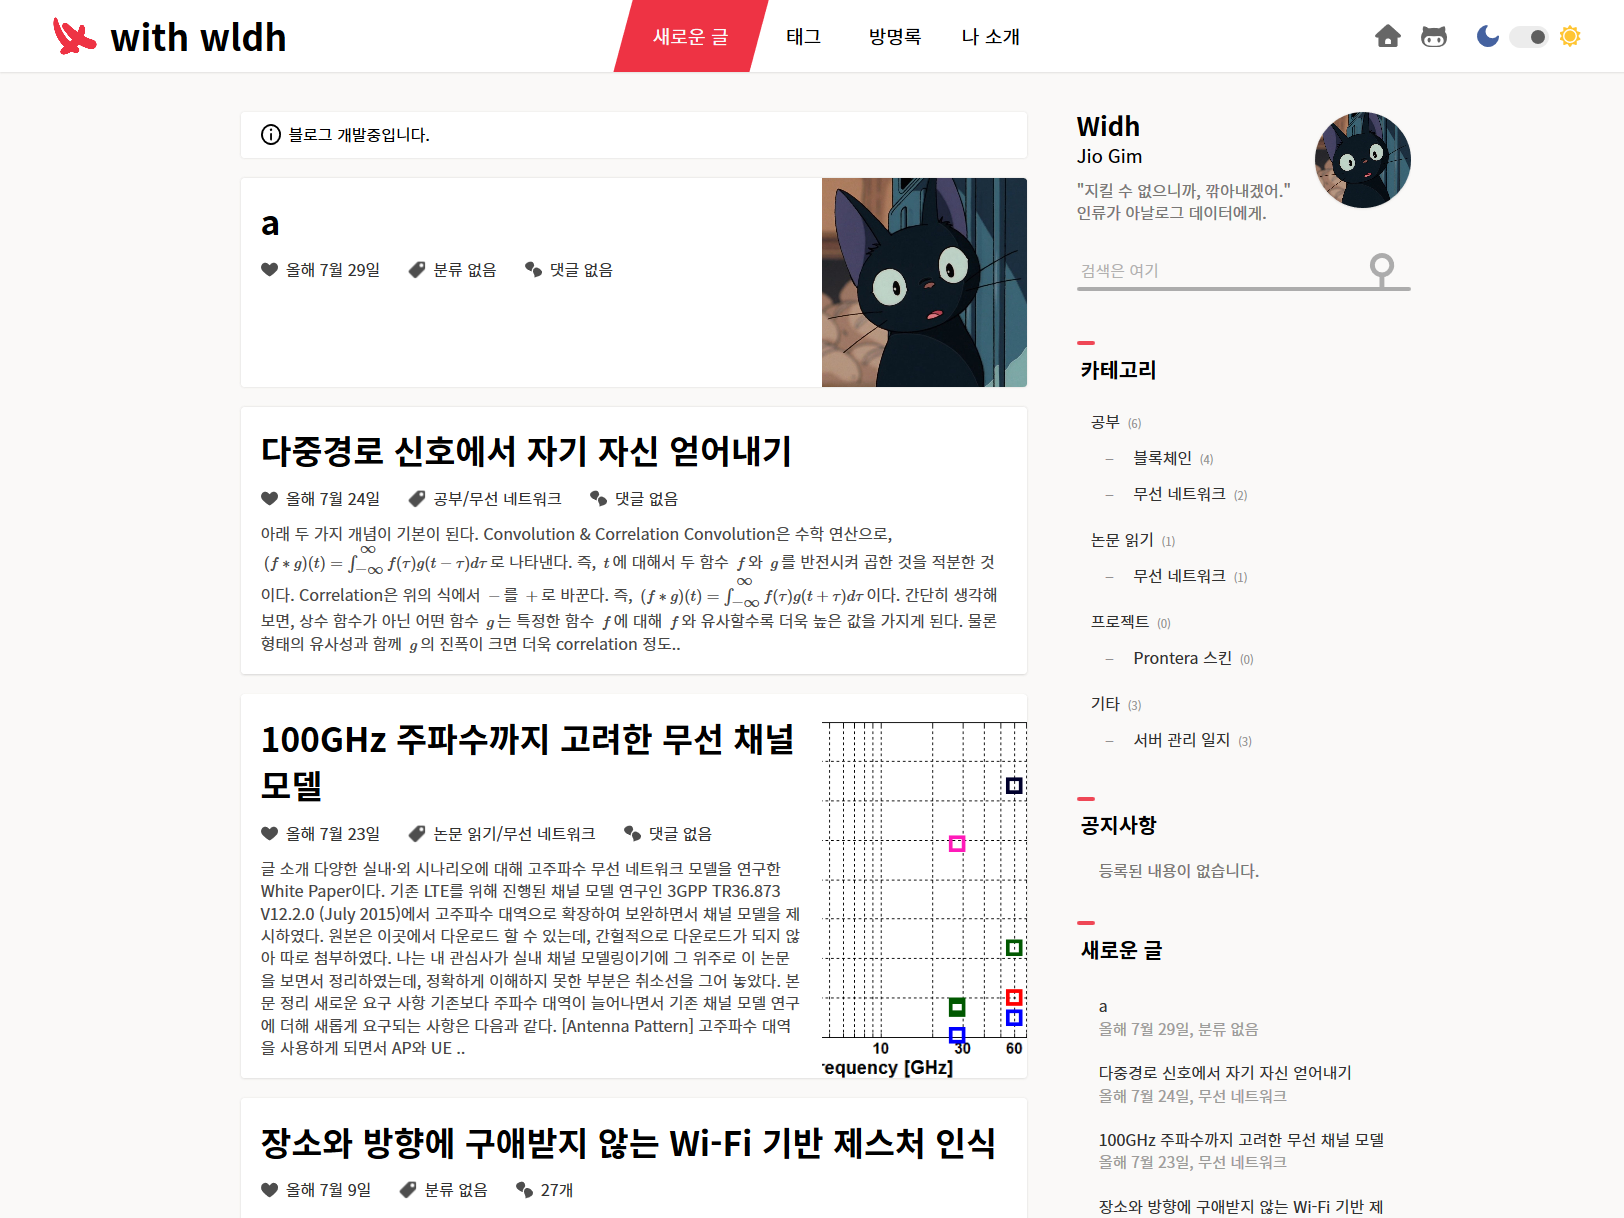 with wldh
새로운 글
태그
방명록
나 소개
블로그 개발중입니다.
a
올해 7월 29일 분류 없음 댓글 없음
다중경로 신호에서 자기 자신 얻어내기
올해 7월 24일 공부/무선 네트워크 댓글 없음
아래 두 가지 개념이 기본이 된다. Convolution & Correlation Convolution은 수학 연산으로,
(f ∗ g)(t) = ∫_{−∞}^{∞} f(τ)g(t − τ)dτ로 나타낸다. 즉, t에 대해서 두 함수 f와 g를 반전시켜 곱한 것을 적분한 것
이다. Correlation은 위의 식에서 −를 +로 바꾼다. 즉, (f ∗ g)(t) = ∫_{−∞}^{∞} f(τ)g(t + τ)dτ이다. 간단히 생각해
보면, 상수 함수가 아닌 어떤 함수 g는 특정한 함수 f에 대해 f와 유사할수록 더욱 높은 값을 가지게 된다. 물론
형태의 유사성과 함께 g의 진폭이 크면 더욱 correlation 정도..
100GHz 주파수까지 고려한 무선 채널
모델
올해 7월 23일 논문 읽기/무선 네트워크 댓글 없음
글 소개 다양한 실내·외 시나리오에 대해 고주파수 무선 네트워크 모델을 연구한
White Paper이다. 기존 LTE를 위해 진행된 채널 모델 연구인 3GPP TR36.873
V12.2.0 (July 2015)에서 고주파수 대역으로 확장하여 보완하면서 채널 모델을 제
시하였다. 원본은 이곳에서 다운로드 할 수 있는데, 간헐적으로 다운로드가 되지 않
아 따로 첨부하였다. 나는 내 관심사가 실내 채널 모델링이기에 그 위주로 이 논문
을 보면서 정리하였는데, 정확하게 이해하지 못한 부분은 취소선을 그어 놓았다. 본
문 정리 새로운 요구 사항 기존보다 주파수 대역이 늘어나면서 기존 채널 모델 연구
에 더해 새롭게 요구되는 사항은 다음과 같다. [Antenna Pattern] 고주파수 대역
을 사용하게 되면서 AP와 UE ..
10 30 60
requency [GHz]
장소와 방향에 구애받지 않는 Wi-Fi 기반 제스처 인식
올해 7월 9일 분류 없음 27개
Widh
Jio Gim
"지킬 수 없으니까, 깎아내겠어."
인류가 아날로그 데이터에게.
검색은 여기
카테고리
공부 (6)
– 블록체인 (4)
– 무선 네트워크 (2)
논문 읽기 (1)
– 무선 네트워크 (1)
프로젝트 (0)
– Prontera 스킨 (0)
기타 (3)
– 서버 관리 일지 (3)
공지사항
등록된 내용이 없습니다.
새로운 글
a
올해 7월 29일, 분류 없음
다중경로 신호에서 자기 자신 얻어내기
올해 7월 24일, 무선 네트워크
100GHz 주파수까지 고려한 무선 채널 모델
올해 7월 23일, 무선 네트워크
장소와 방향에 구애받지 않는 Wi-Fi 기반 제